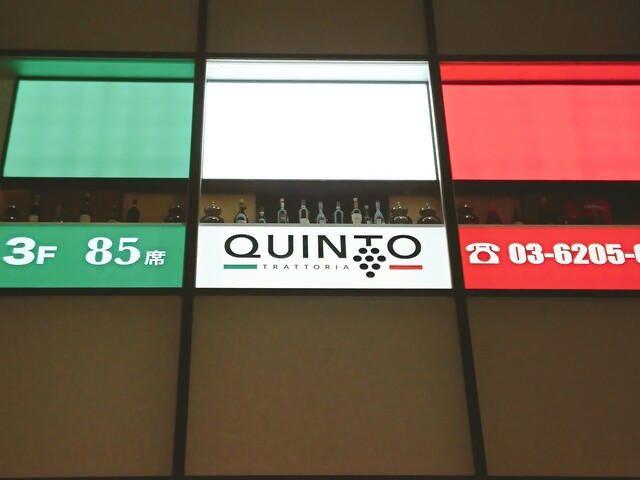 3F 85席
QUINTO
TRATTORIA
☎ 03-6205-